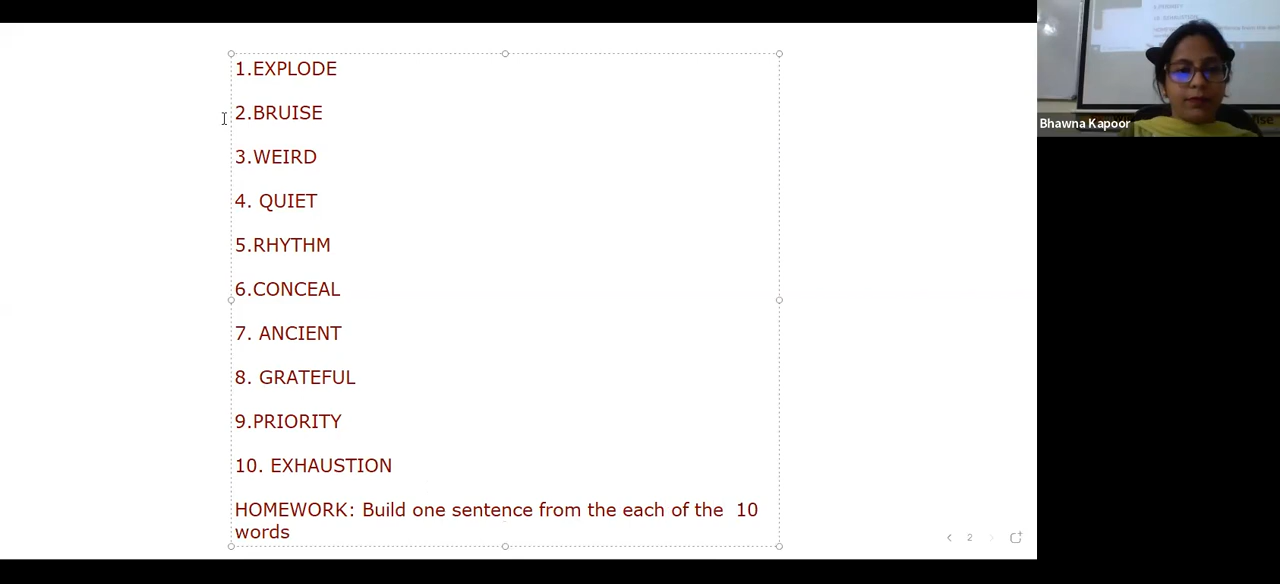 1.EXPLODE
2.BRUISE
3.WEIRD
4. QUIET
5.RHYTHM
6.CONCEAL
7. ANCIENT
8. GRATEFUL
9.PRIORITY
10. EXHAUSTION
HOMEWORK: Build one sentence from the each of the 10
words
2
Bhawna Kapoor